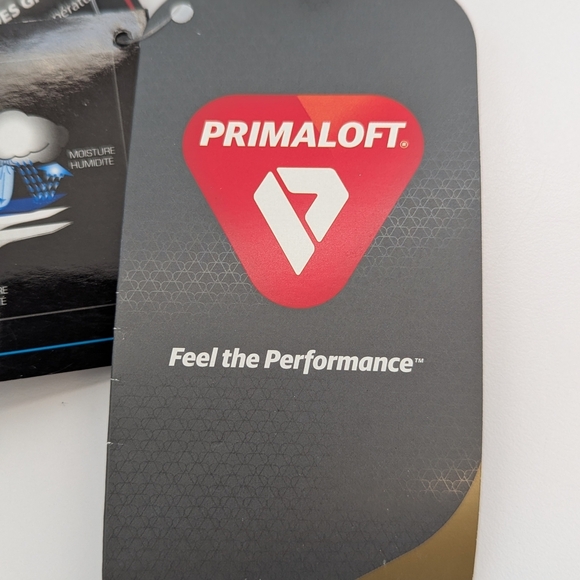 PRIMALOFT®
Feel the Performance™
MOISTURE
HUMIDITÉ